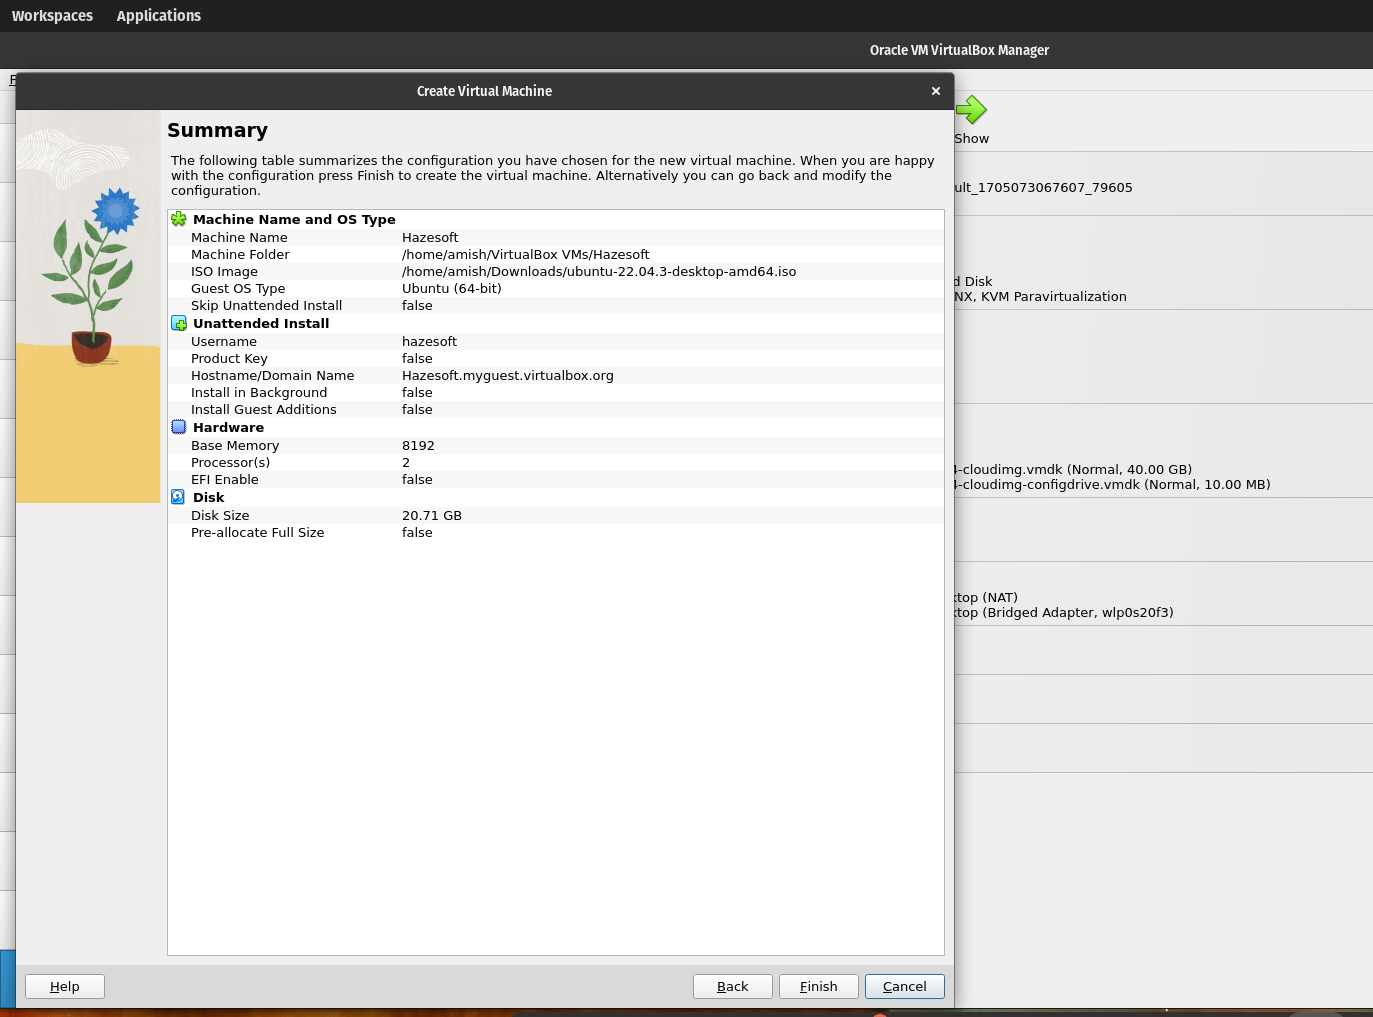 Workspaces Applications
Oracle VM VirtualBox Manager
Create Virtual Machine
Show
Summary
The following table summarizes the configuration you have chosen for the new virtual machine. When you are happy
with the configuration press Finish to create the virtual machine. Alternatively you can go back and modify the
configuration.
ult_1705073067607_79605
Machine Name and OS Type
Machine Name Hazesoft
Machine Folder /home/amish/VirtualBox VMs/Hazesoft
ISO Image /home/amish/Downloads/ubuntu-22.04.3-desktop-amd64.iso
Guest OS Type Ubuntu (64-bit)
Skip Unattended Install false
d Disk
NX, KVM Paravirtualization
Unattended Install
Username hazesoft
Product Key false
Hostname/Domain Name Hazesoft.myguest.virtualbox.org
Install in Background false
Install Guest Additions false
Hardware
Base Memory 8192
Processor(s) 2
EFI Enable false
4-cloudimg.vmdk (Normal, 40.00 GB)
4-cloudimg-configdrive.vmdk (Normal, 10.00 MB)
Disk
Disk Size 20.71 GB
Pre-allocate Full Size false
ktop (NAT)
ktop (Bridged Adapter, wlp0s20f3)
Help Back Finish Cancel